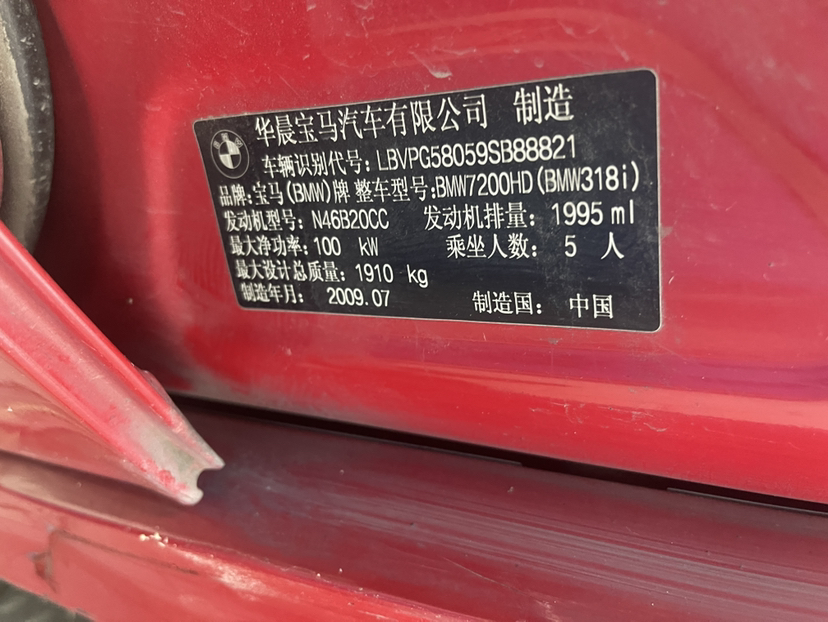 BMW
华晨宝马汽车有限公司 制造
车辆识别代号: LBVPG58059SB88821
品牌: 宝马(BMW)牌 整车型号: BMW7200HD(BMW318i)
发动机型号: N46B20CC 发动机排量: 1995 ml
最大净功率: 100 kW 乘坐人数: 5 人
最大设计总质量: 1910 kg
制造年月: 2009.07 制造国: 中国